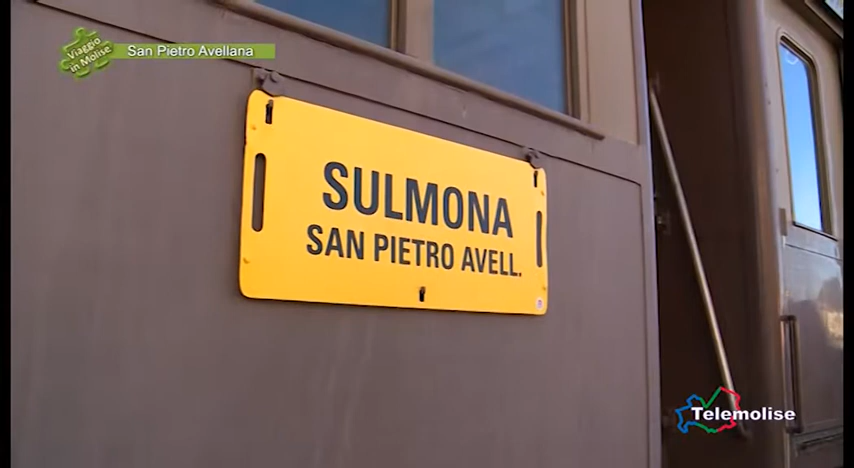 Viaggio
in Molise
San Pietro Avellana
SULMONA
SAN PIETRO AVELL.
Telemolise